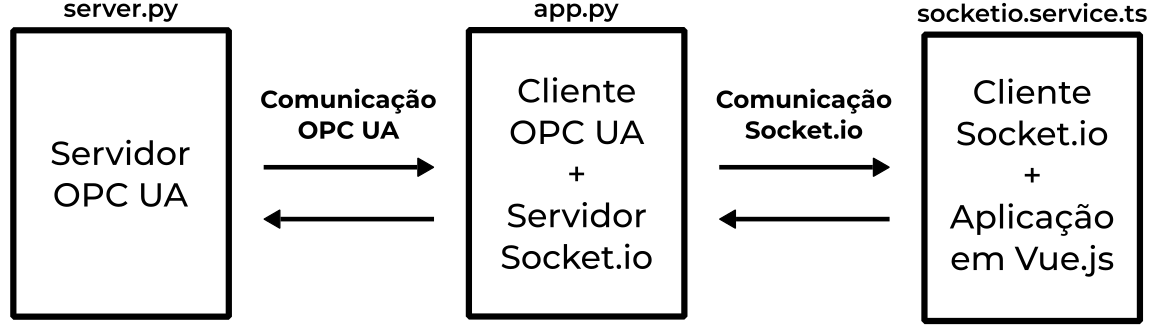 server.py
Servidor
OPC UA
Comunicação
OPC UA
app.py
Cliente
OPC UA
+
Servidor
Socket.io
Comunicação
Socket.io
socketio.service.ts
Cliente
Socket.io
+
Aplicação
em Vue.js